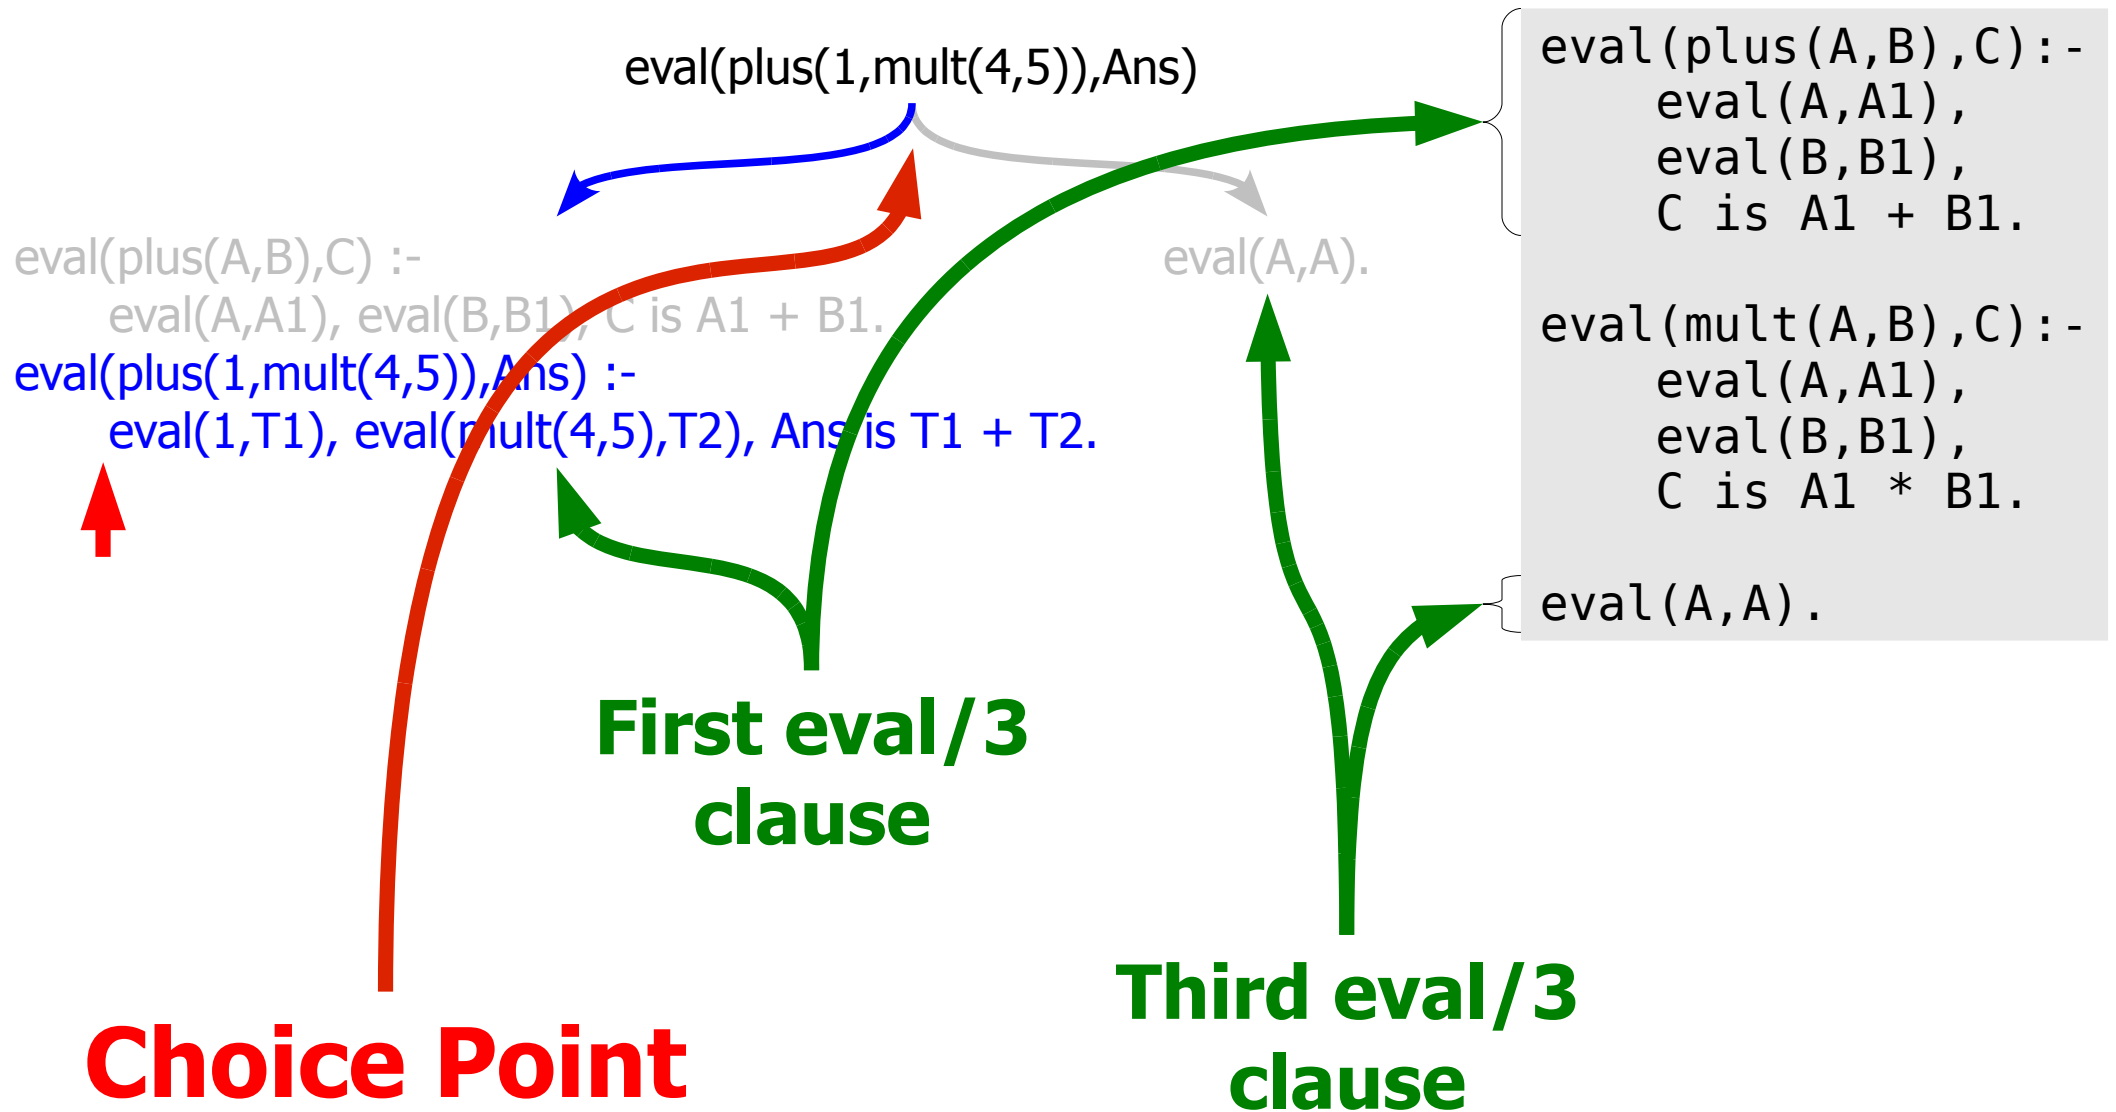 eval(plus(1,mult(4,5)),Ans)
eval(plus(A,B),C) :-
eval(A,A1), eval(B,B1), C is A1 + B1.
eval(plus(1,mult(4,5)),Ans) :-
eval(1,T1), eval(mult(4,5),T2), Ans is T1 + T2.
eval(A,A).
First eval/3
clause
Third eval/3
clause
Choice Point
eval(plus(A,B),C):-
eval(A,A1),
eval(B,B1),
C is A1 + B1.
eval(mult(A,B),C):-
eval(A,A1),
eval(B,B1),
C is A1 * B1.
eval(A,A).